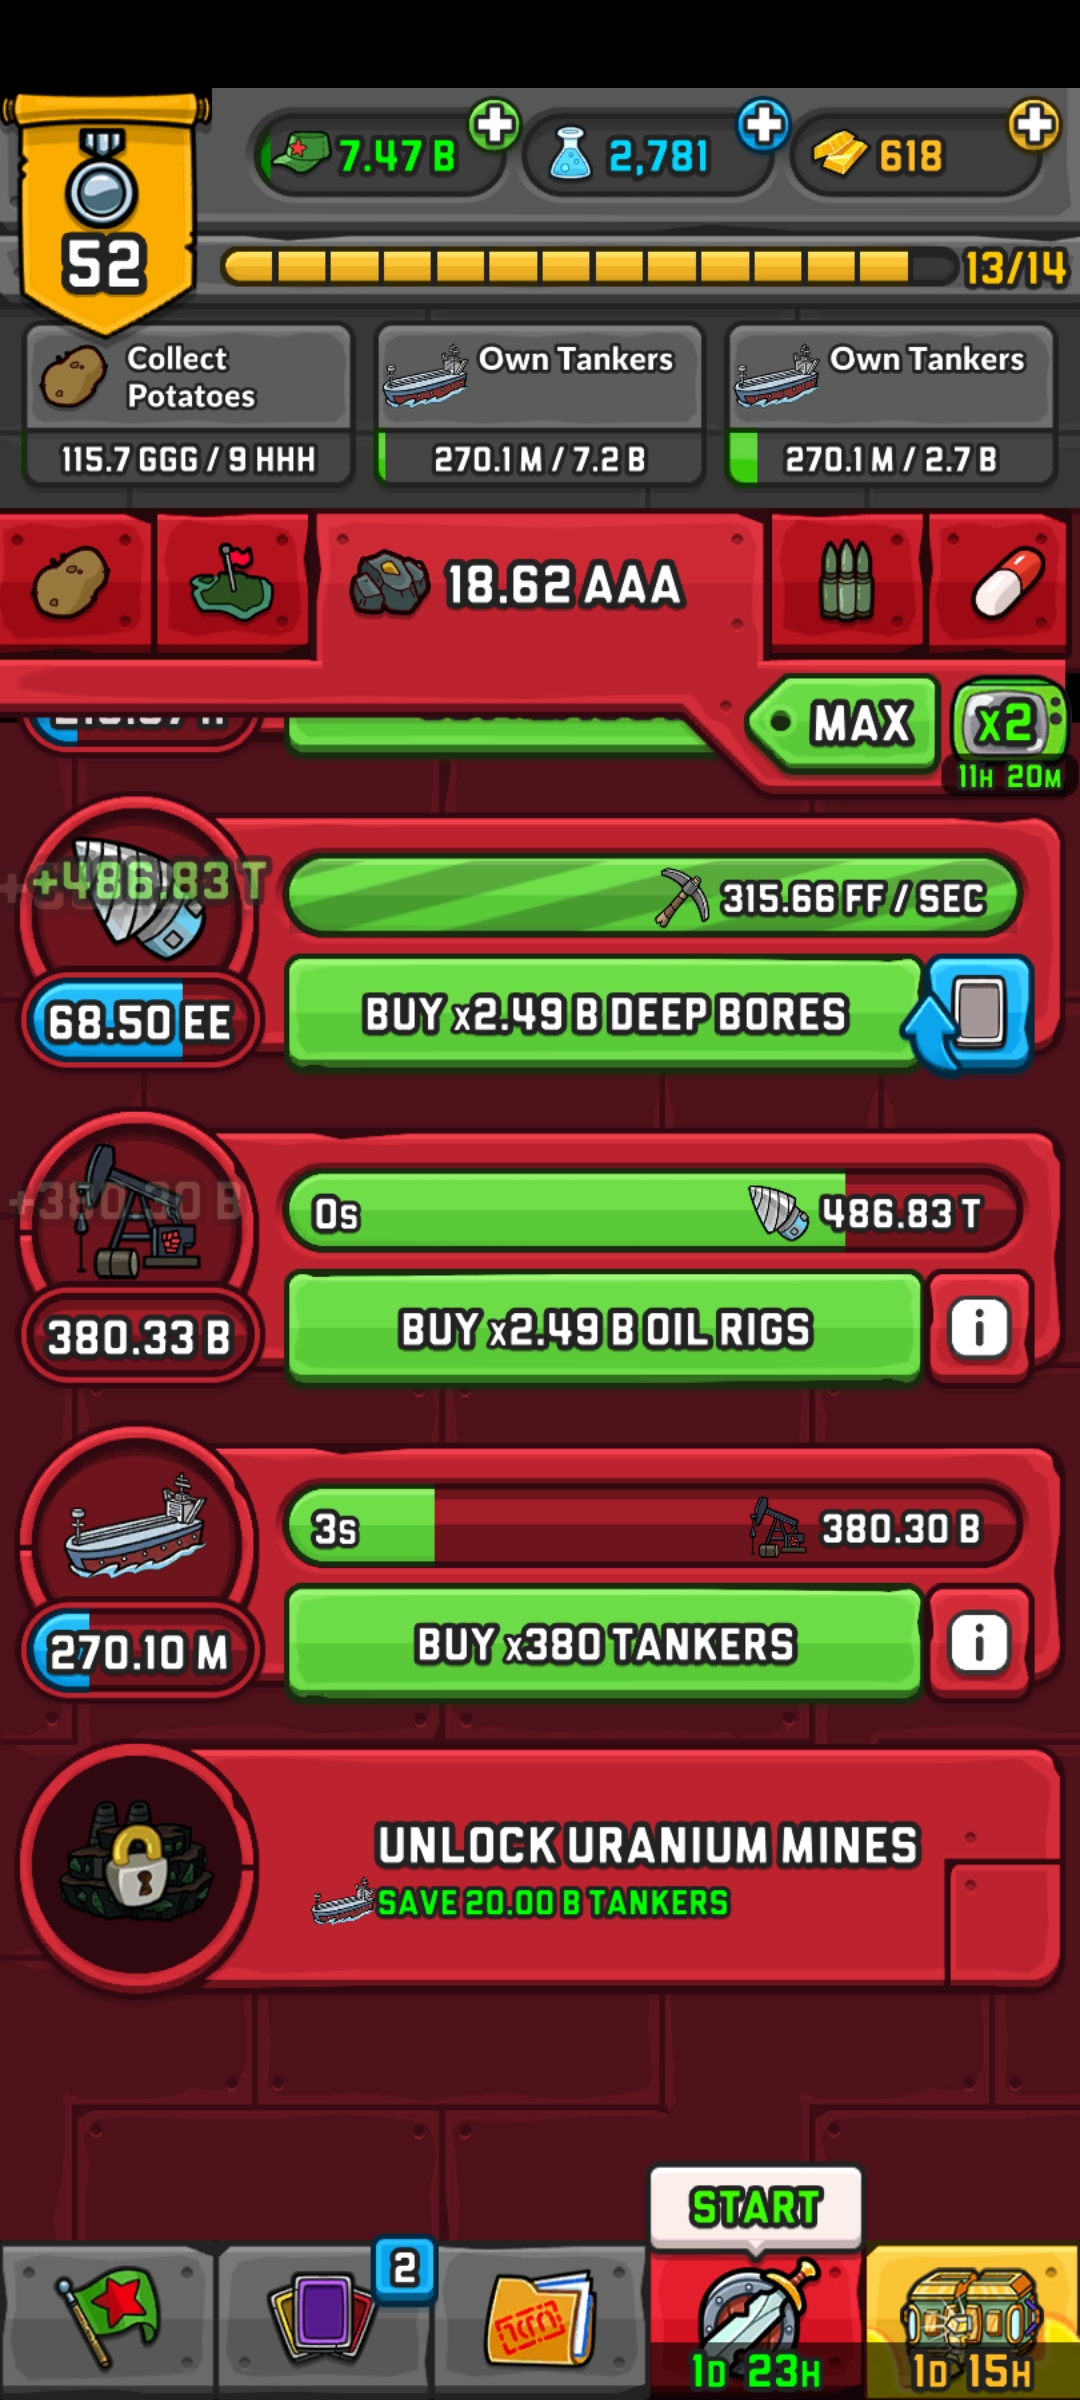 7.47 B
2,781
618
52
13/14
Collect
Potatoes
115.7 GGG / 9 HHH
Own Tankers
270.1 M / 7.2 B
Own Tankers
270.1 M / 2.7 B
18.62 AAA
MAX
x2
11H 20M
+486.83 T
315.66 FF / SEC
68.50 EE
BUY x2.49 B DEEP BORES
+380.30 B
0s
486.83 T
380.33 B
BUY x2.49 B OIL RIGS
i
3s
380.30 B
270.10 M
BUY x380 TANKERS
i
UNLOCK URANIUM MINES
SAVE 20.00 B TANKERS
START
2
1D 23H
1D 15H